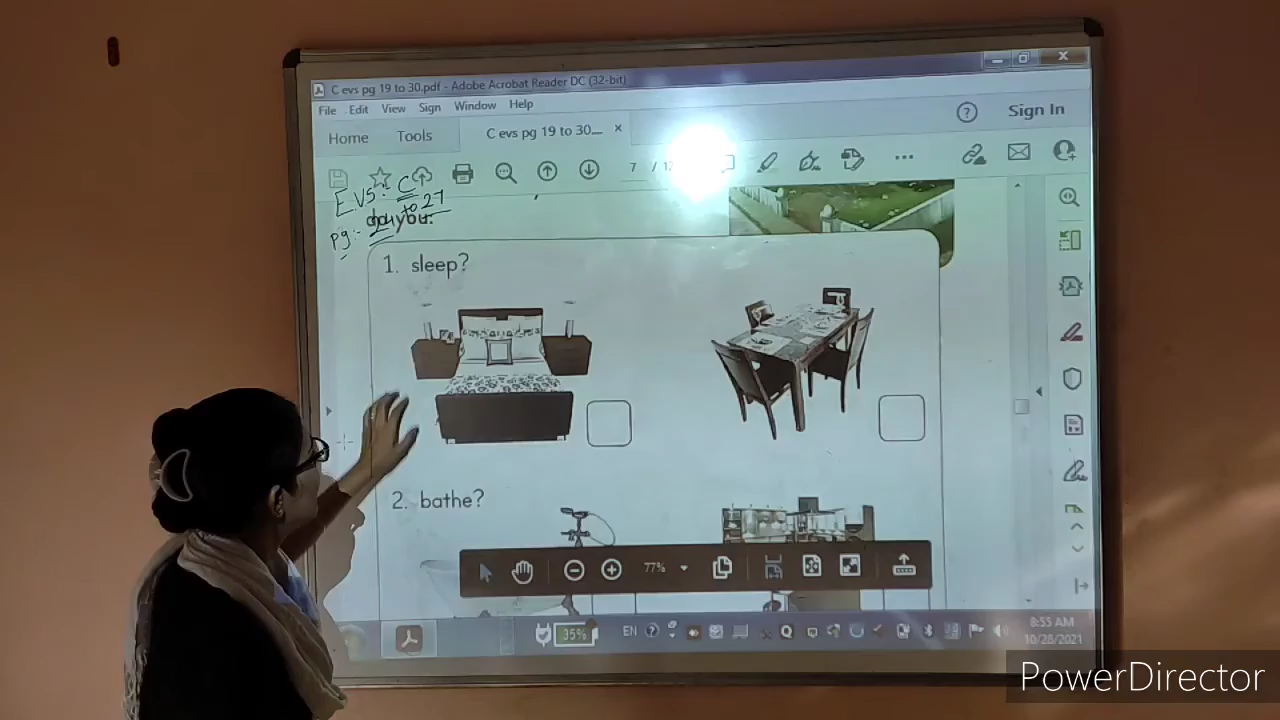 C evs pg 19 to 30.pdf - Adobe Acrobat Reader DC (32-bit)
File Edit View Sign Window Help
Home Tools C evs pg 19 to 30.... × Sign In
7
EVS: C
pg:- to 27
you:
1. sleep?
2. bathe?
77%
35% EN 8:55 AM
10/28/2021
PowerDirector